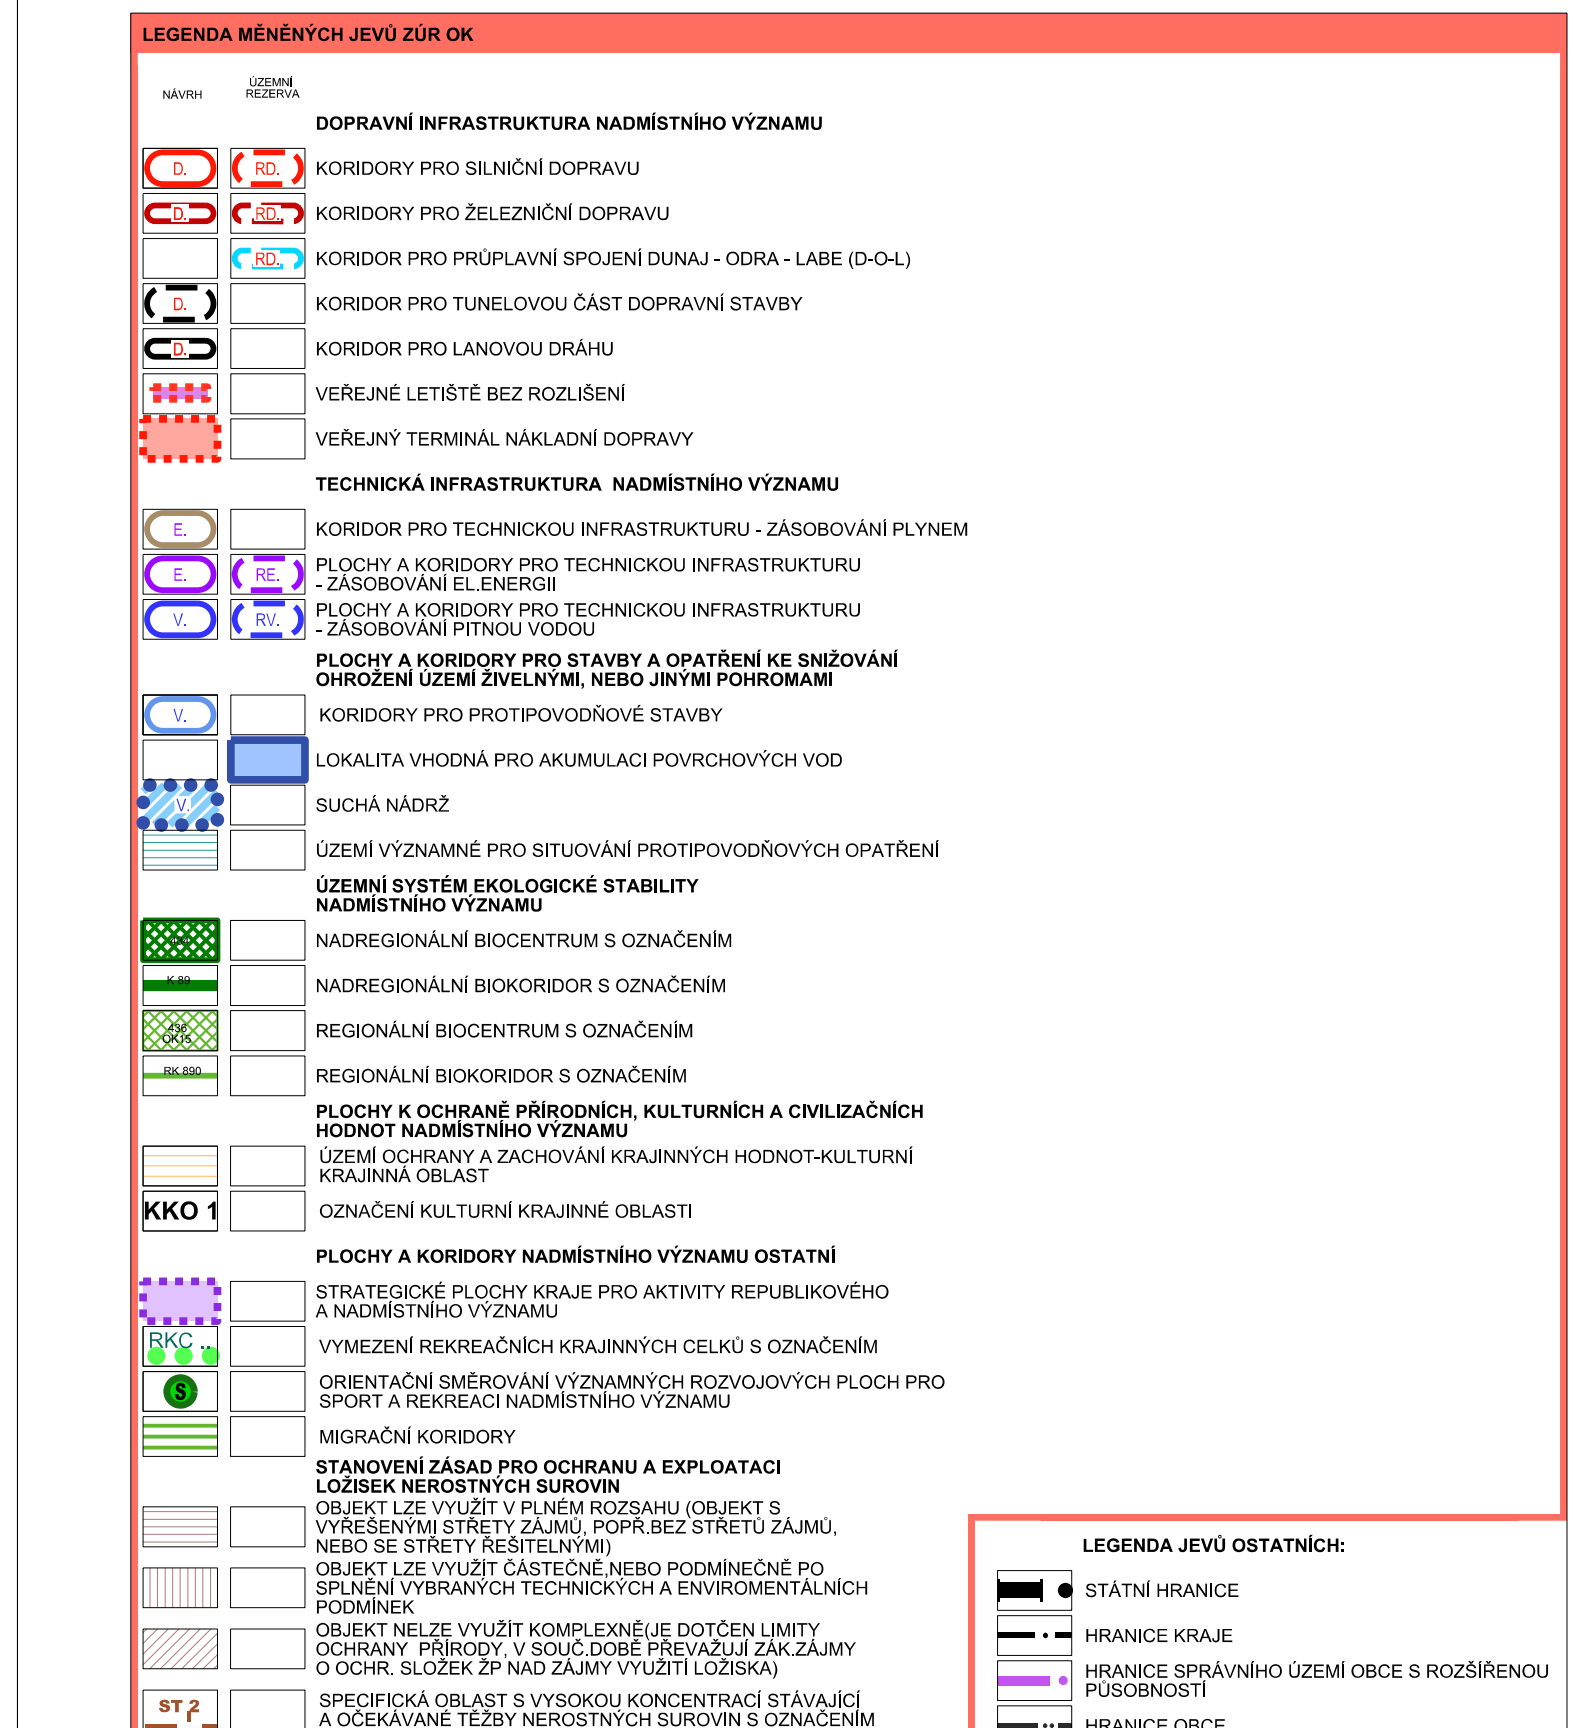 LEGENDA MĚNĚNÝCH JEVŮ ZÚR OK
NÁVRH
ÚZEMNÍ
REZERVA
DOPRAVNÍ INFRASTRUKTURA NADMÍSTNÍHO VÝZNAMU
D. RD. KORIDORY PRO SILNIČNÍ DOPRAVU
D. RD. KORIDORY PRO ŽELEZNIČNÍ DOPRAVU
RD. KORIDOR PRO PRŮPLAVNÍ SPOJENÍ DUNAJ - ODRA - LABE (D-O-L)
D. KORIDOR PRO TUNELOVOU ČÁST DOPRAVNÍ STAVBY
D. KORIDOR PRO LANOVOU DRÁHU
VEŘEJNÉ LETIŠTĚ BEZ ROZLIŠENÍ
VEŘEJNÝ TERMINÁL NÁKLADNÍ DOPRAVY
TECHNICKÁ INFRASTRUKTURA NADMÍSTNÍHO VÝZNAMU
E. KORIDOR PRO TECHNICKOU INFRASTRUKTURU - ZÁSOBOVÁNÍ PLYNEM
E. RE. PLOCHY A KORIDORY PRO TECHNICKOU INFRASTRUKTURU
- ZÁSOBOVÁNÍ EL.ENERGII
V. RV. PLOCHY A KORIDORY PRO TECHNICKOU INFRASTRUKTURU
- ZÁSOBOVÁNÍ PITNOU VODOU
PLOCHY A KORIDORY PRO STAVBY A OPATŘENÍ KE SNIŽOVÁNÍ
OHROŽENÍ ÚZEMÍ ŽIVELNÝMI, NEBO JINÝMI POHROMAMI
V. KORIDORY PRO PROTIPOVODŇOVÉ STAVBY
LOKALITA VHODNÁ PRO AKUMULACI POVRCHOVÝCH VOD
V. SUCHÁ NÁDRŽ
ÚZEMÍ VÝZNAMNÉ PRO SITUOVÁNÍ PROTIPOVODŇOVÝCH OPATŘENÍ
ÚZEMNÍ SYSTÉM EKOLOGICKÉ STABILITY
NADMÍSTNÍHO VÝZNAMU
NADREGIONÁLNÍ BIOCENTRUM S OZNAČENÍM
K 89 NADREGIONÁLNÍ BIOKORIDOR S OZNAČENÍM
436
OK15
REGIONÁLNÍ BIOCENTRUM S OZNAČENÍM
RK 890 REGIONÁLNÍ BIOKORIDOR S OZNAČENÍM
PLOCHY K OCHRANĚ PŘÍRODNÍCH, KULTURNÍCH A CIVILIZAČNÍCH
HODNOT NADMÍSTNÍHO VÝZNAMU
ÚZEMÍ OCHRANY A ZACHOVÁNÍ KRAJINNÝCH HODNOT-KULTURNÍ
KRAJINNÁ OBLAST
KKO 1 OZNAČENÍ KULTURNÍ KRAJINNÉ OBLASTI
PLOCHY A KORIDORY NADMÍSTNÍHO VÝZNAMU OSTATNÍ
STRATEGICKÉ PLOCHY KRAJE PRO AKTIVITY REPUBLIKOVÉHO
A NADMÍSTNÍHO VÝZNAMU
RKC .. VYMEZENÍ REKREAČNÍCH KRAJINNÝCH CELKŮ S OZNAČENÍM
S ORIENTAČNÍ SMĚROVÁNÍ VÝZNAMNÝCH ROZVOJOVÝCH PLOCH PRO
SPORT A REKREACI NADMÍSTNÍHO VÝZNAMU
MIGRAČNÍ KORIDORY
STANOVENÍ ZÁSAD PRO OCHRANU A EXPLOATACI
LOŽISEK NEROSTNÝCH SUROVIN
OBJEKT LZE VYUŽÍT V PLNÉM ROZSAHU (OBJEKT S
VYŘEŠENÝMI STŘETY ZÁJMŮ, POPŘ.BEZ STŘETŮ ZÁJMŮ,
NEBO SE STŘETY ŘEŠITELNÝMI)
OBJEKT LZE VYUŽÍT ČÁSTEČNĚ,NEBO PODMÍNEČNĚ PO
SPLNĚNÍ VYBRANÝCH TECHNICKÝCH A ENVIROMENTÁLNÍCH
PODMÍNEK
OBJEKT NELZE VYUŽÍT KOMPLEXNĚ(JE DOTČEN LIMITY
OCHRANY PŘÍRODY, V SOUČ.DOBĚ PŘEVAŽUJÍ ZÁK.ZÁJMY
O OCHR. SLOŽEK ŽP NAD ZÁJMY VYUŽITÍ LOŽISKA)
ST 2 SPECIFICKÁ OBLAST S VYSOKOU KONCENTRACÍ STÁVAJÍCÍ
A OČEKÁVANÉ TĚŽBY NEROSTNÝCH SUROVIN S OZNAČENÍM
LEGENDA JEVŮ OSTATNÍCH:
STÁTNÍ HRANICE
HRANICE KRAJE
HRANICE SPRÁVNÍHO ÚZEMÍ OBCE S ROZŠÍŘENOU
PŮSOBNOSTÍ
HRANICE OBCE